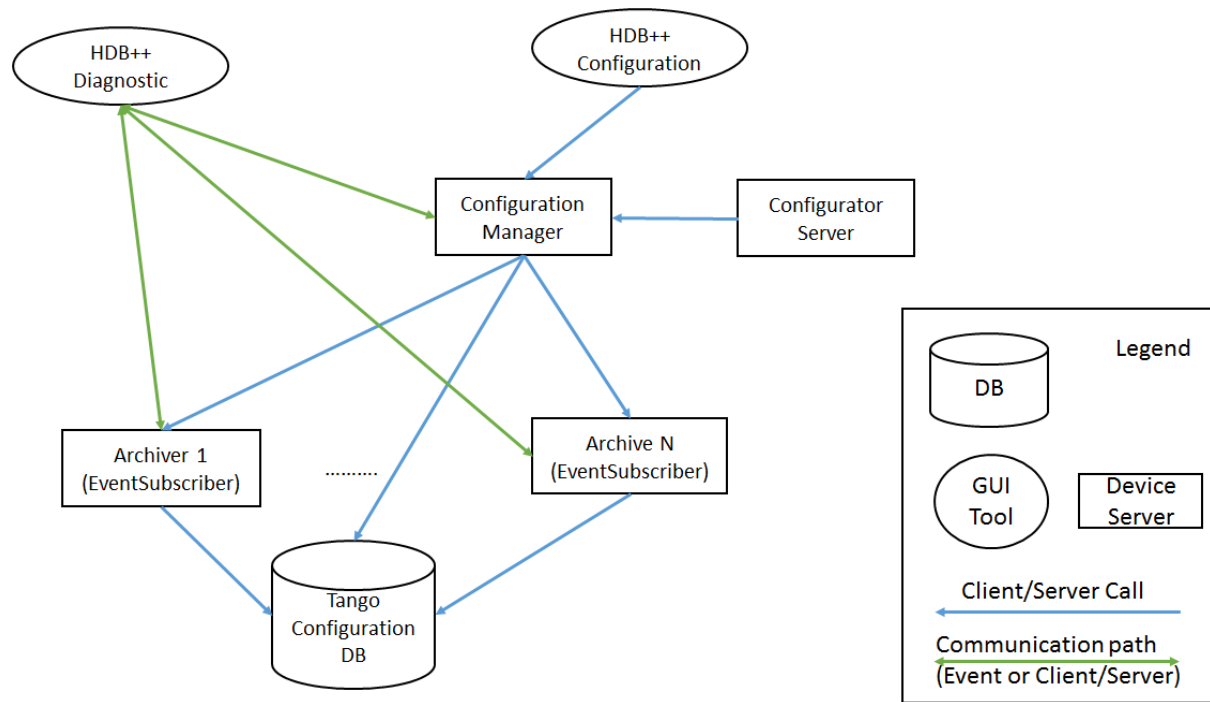 HDB++
Diagnostic
HDB++
Configuration
Configuration
Manager
Configurator
Server
Archiver 1
(EventSubscriber)
..........
Archive N
(EventSubscriber)
Tango
Configuration
DB
Legend
DB
GUI
Tool
Device
Server
Client/Server Call
Communication path
(Event or Client/Server)